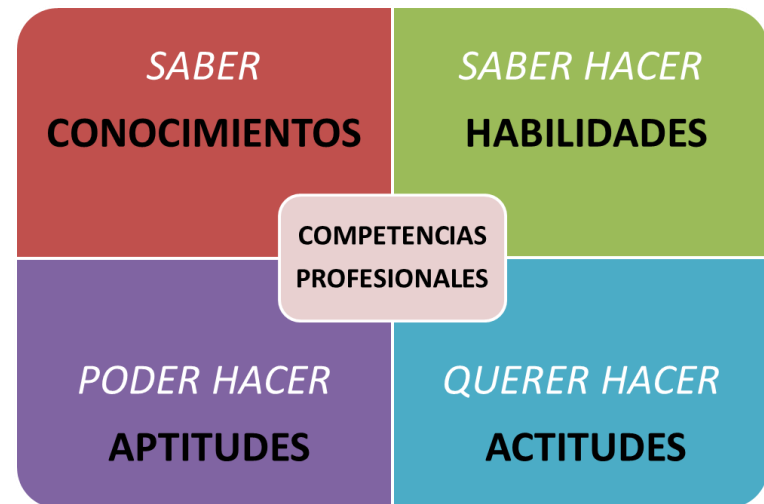 SABER
CONOCIMIENTOS
SABER HACER
HABILIDADES
COMPETENCIAS
PROFESIONALES
PODER HACER
APTITUDES
QUERER HACER
ACTITUDES